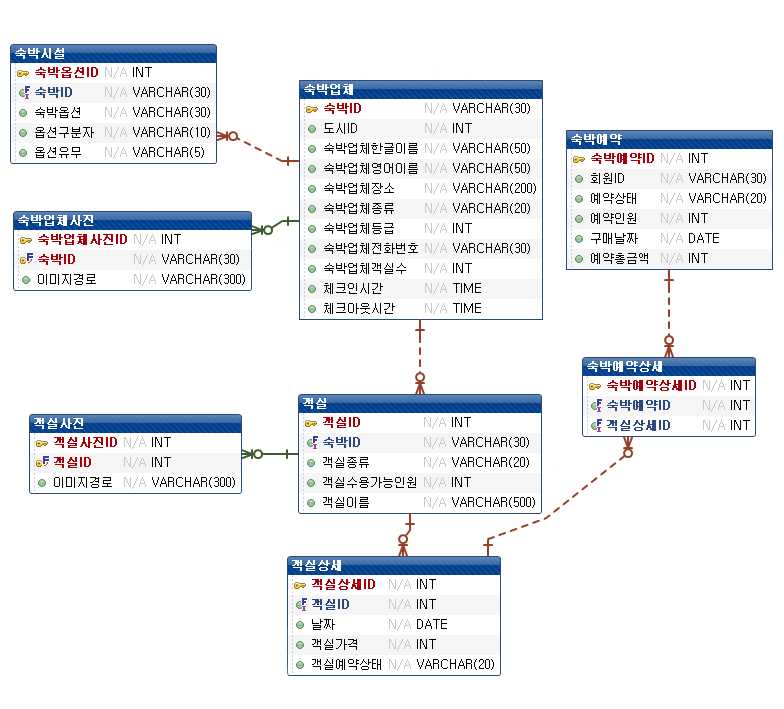 숙박시설
숙박옵션ID N/A INT
숙박ID N/A VARCHAR(30)
숙박옵션 N/A VARCHAR(30)
옵션구분자 N/A VARCHAR(10)
옵션유무 N/A VARCHAR(5)
숙박업체
숙박ID N/A VARCHAR(30)
도시ID N/A INT
숙박업체한글이름 N/A VARCHAR(50)
숙박업체영어이름 N/A VARCHAR(50)
숙박업체장소 N/A VARCHAR(200)
숙박업체종류 N/A VARCHAR(20)
숙박업체등급 N/A INT
숙박업체전화번호 N/A VARCHAR(30)
숙박업체객실수 N/A INT
체크인시간 N/A TIME
체크아웃시간 N/A TIME
숙박예약
숙박예약ID N/A INT
회원ID N/A VARCHAR(30)
예약상태 N/A VARCHAR(20)
예약인원 N/A INT
구매날짜 N/A DATE
예약총금액 N/A INT
숙박업체사진
숙박업체사진ID N/A INT
숙박ID N/A VARCHAR(30)
이미지경로 N/A VARCHAR(300)
숙박예약상세
숙박예약상세ID N/A INT
숙박예약ID N/A INT
객실상세ID N/A INT
객실
객실ID N/A INT
숙박ID N/A VARCHAR(30)
객실종류 N/A VARCHAR(20)
객실수용가능인원 N/A INT
객실이름 N/A VARCHAR(500)
객실사진
객실사진ID N/A INT
객실ID N/A INT
이미지경로 N/A VARCHAR(300)
객실상세
객실상세ID N/A INT
객실ID N/A INT
날짜 N/A DATE
객실가격 N/A INT
객실예약상태 N/A VARCHAR(20)